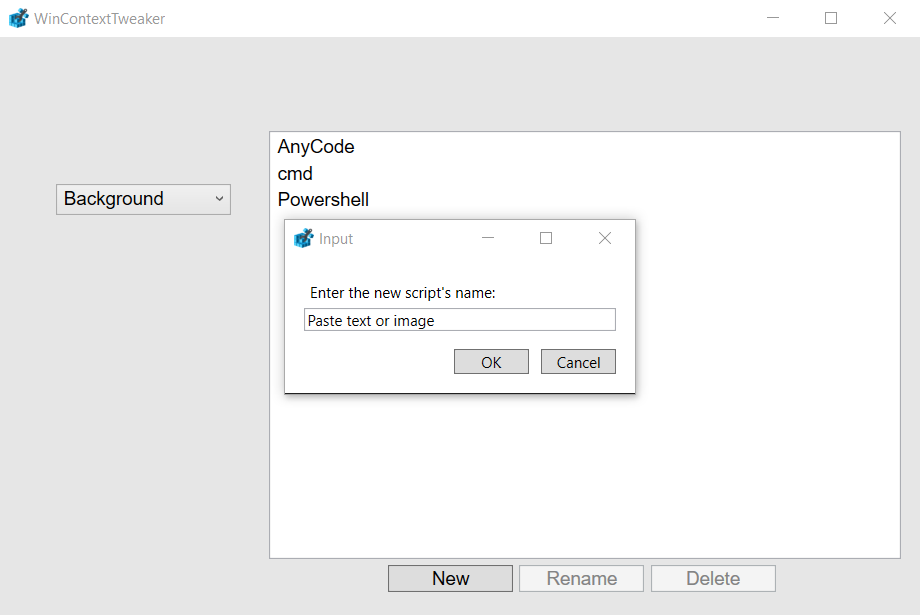 WinContextTweaker
AnyCode
cmd
Background
Powershell
Input
Enter the new script's name:
Paste text or image
OK Cancel
New Rename Delete